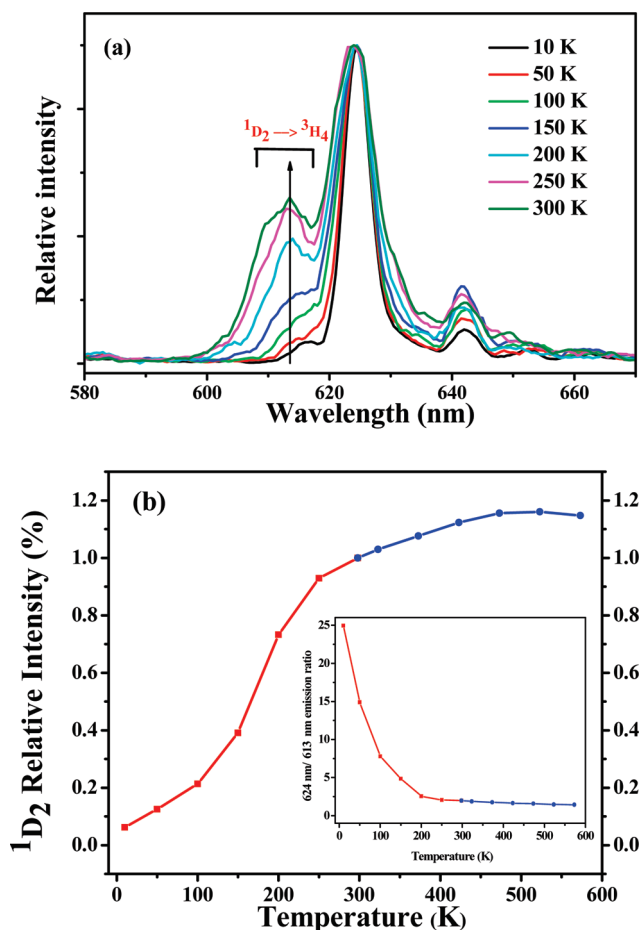 (a)
10 K
50 K
100 K
150 K
200 K
250 K
300 K
¹D₂ → ³H₄
Relative intensity
580 600 620 640 660
Wavelength (nm)
(b)
1.2 1.2
1.0 1.0
0.8 0.8
0.6 0.6
0.4 0.4
0.2 0.2
0.0 0.0
¹D₂ Relative Intensity (%)
25
20
15
10
5
0
624 nm/ 613 nm emission ratio
0 100 200 300 400 500 600
Temperature (K)
0 100 200 300 400 500 600
Temperature (K)